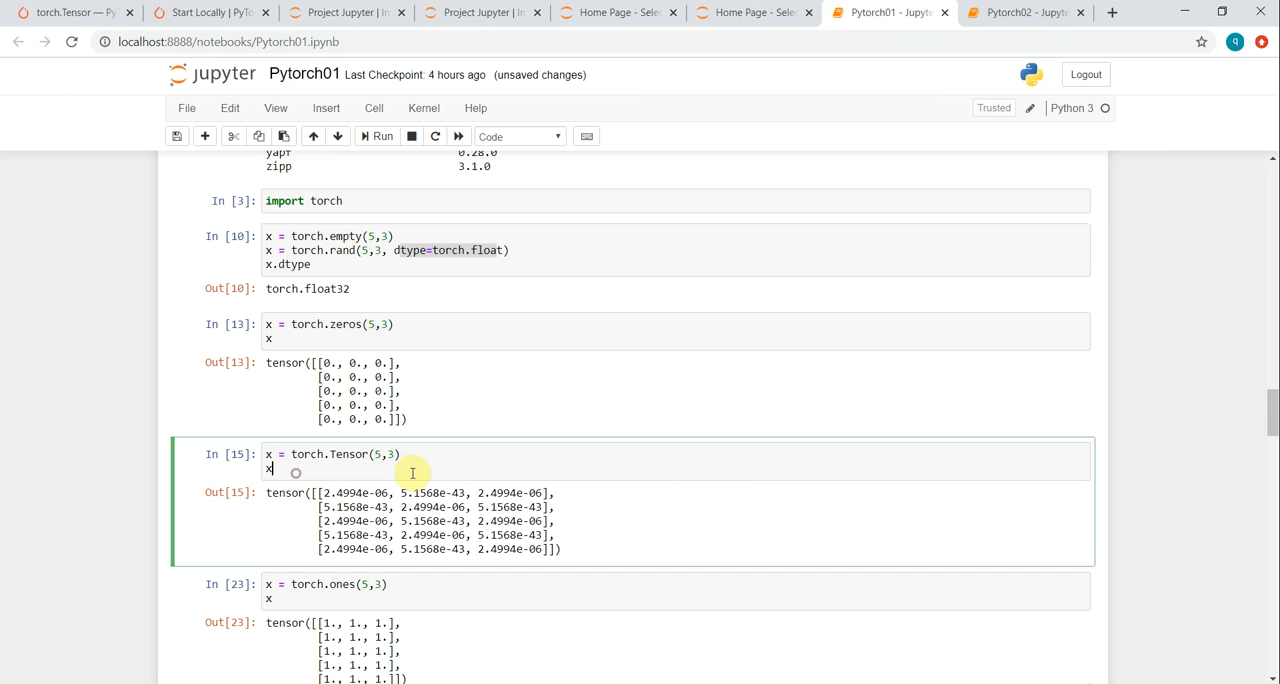 torch.Tensor — Py
Start Locally | PyTo
Project Jupyter | In
Project Jupyter | In
Home Page - Selec
Home Page - Selec
Pytorch01 - Jupyte
Pytorch02 - Jupyte
localhost:8888/notebooks/Pytorch01.ipynb
q
jupyter Pytorch01 Last Checkpoint: 4 hours ago (unsaved changes)
Logout
File Edit View Insert Cell Kernel Help
Trusted Python 3
Run Code
yapf 0.28.0
zipp 3.1.0
In [3]: import torch
In [10]: x = torch.empty(5,3)
x = torch.rand(5,3, dtype=torch.float)
x.dtype
Out[10]: torch.float32
In [13]: x = torch.zeros(5,3)
x
Out[13]: tensor([[0., 0., 0.],
[0., 0., 0.],
[0., 0., 0.],
[0., 0., 0.],
[0., 0., 0.]])
In [15]: x = torch.Tensor(5,3)
x
Out[15]: tensor([[2.4994e-06, 5.1568e-43, 2.4994e-06],
[5.1568e-43, 2.4994e-06, 5.1568e-43],
[2.4994e-06, 5.1568e-43, 2.4994e-06],
[5.1568e-43, 2.4994e-06, 5.1568e-43],
[2.4994e-06, 5.1568e-43, 2.4994e-06]])
In [23]: x = torch.ones(5,3)
x
Out[23]: tensor([[1., 1., 1.],
[1., 1., 1.],
[1., 1., 1.],
[1., 1., 1.],
[1., 1., 1.]])